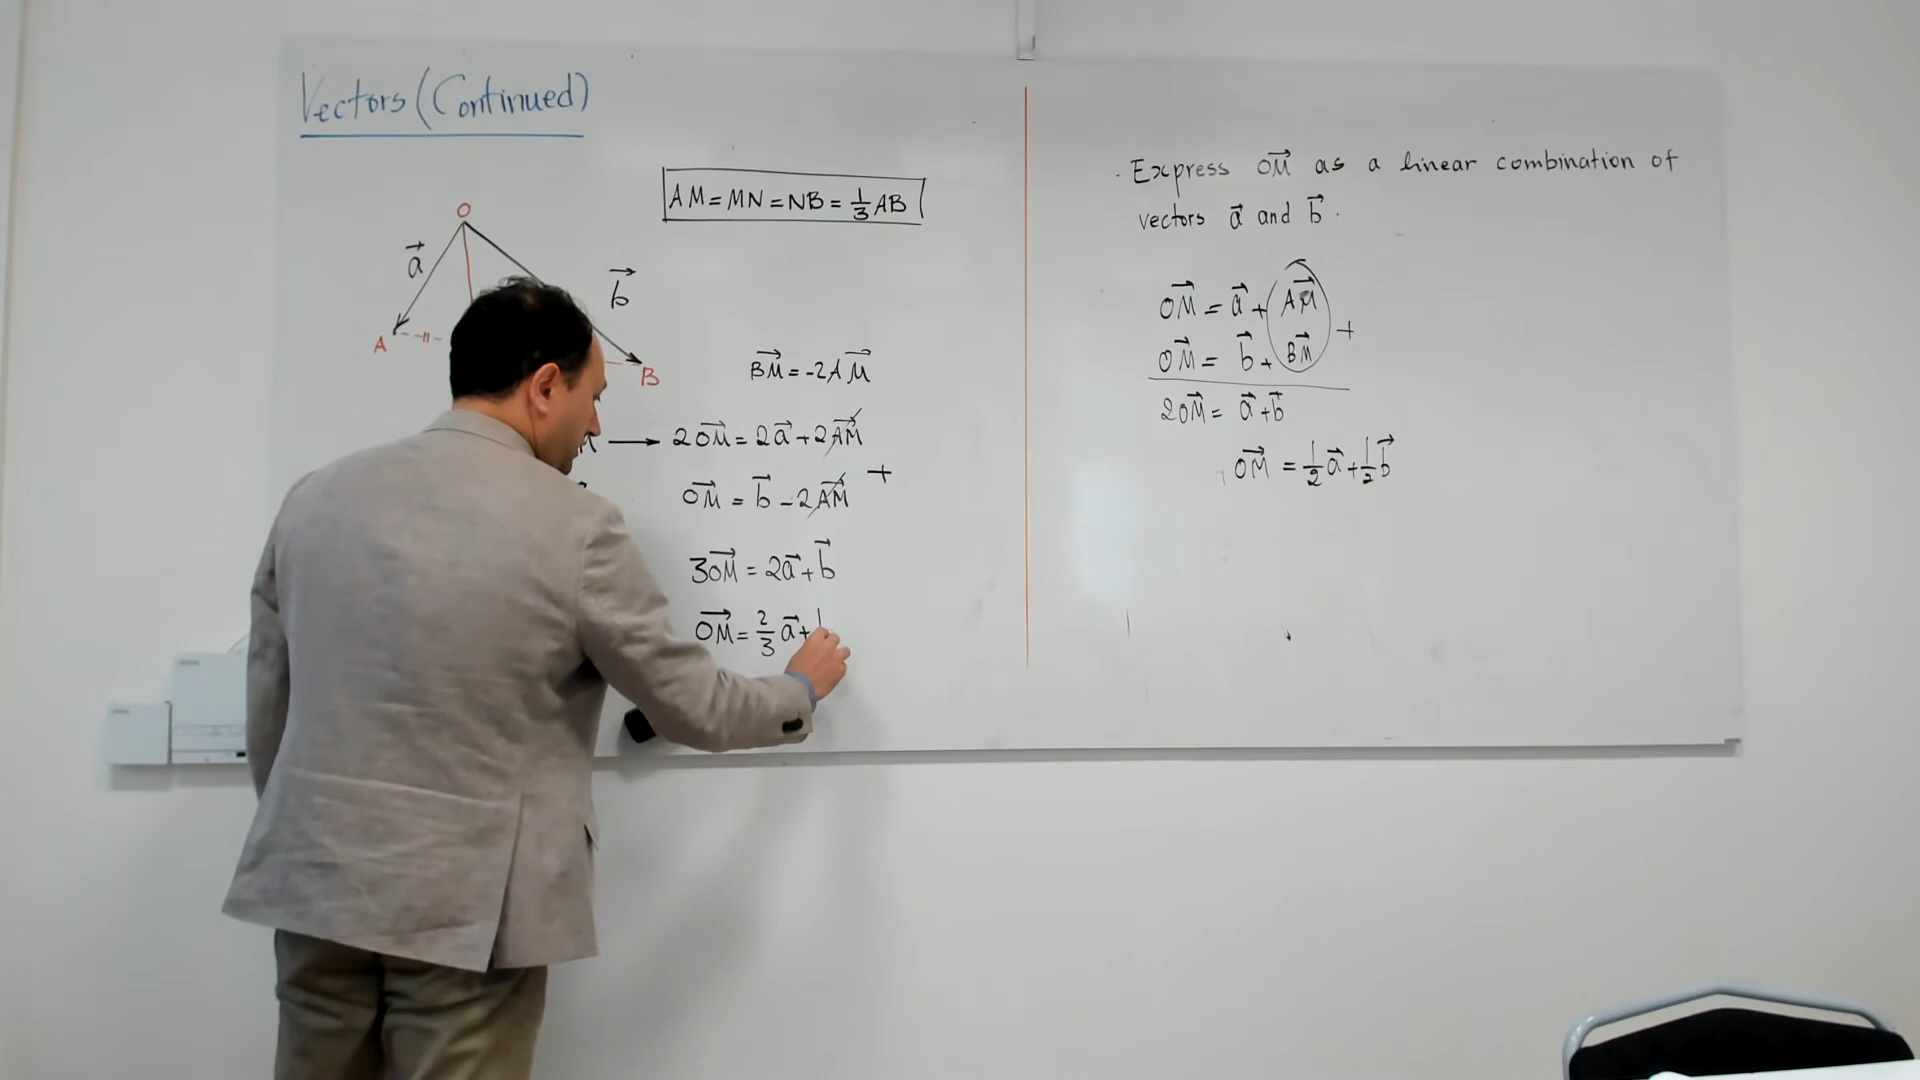 Vectors (Continued)
AM = MN = NB = 1/3 AB
O
a⃗
b⃗
A
B
BM⃗ = -2AM⃗
→ 2OM⃗ = 2a⃗ + 2AM⃗
OM⃗ = b⃗ - 2AM⃗ +
3OM⃗ = 2a⃗ + b⃗
OM⃗ = 2/3 a⃗ +
. Express OM⃗ as a linear combination of
vectors a⃗ and b⃗ .
OM⃗ = a⃗ + AM⃗
OM⃗ = b⃗ + BM⃗ +
2OM⃗ = a⃗ + b⃗
OM⃗ = 1/2 a⃗ + 1/2 b⃗